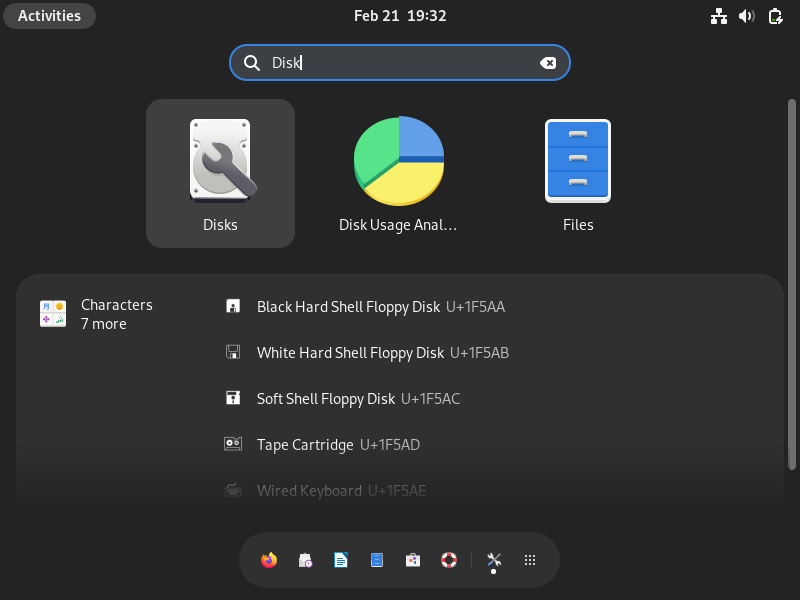 Activities
Feb 21 19:32
Disk
Disks
Disk Usage Anal…
Files
Characters
7 more
Black Hard Shell Floppy Disk U+1F5AA
White Hard Shell Floppy Disk U+1F5AB
Soft Shell Floppy Disk U+1F5AC
Tape Cartridge U+1F5AD
Wired Keyboard U+1F5AE